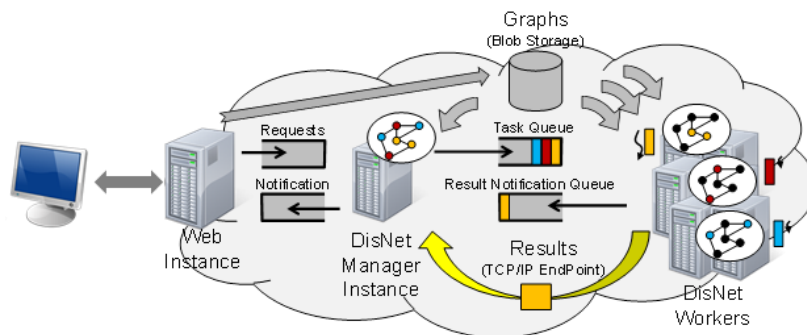 Graphs
(Blob Storage)
Requests
Task Queue
Notification
Result Notification Queue
Web
Instance
DisNet
Manager
Instance
Results
(TCP/IP EndPoint)
DisNet
Workers